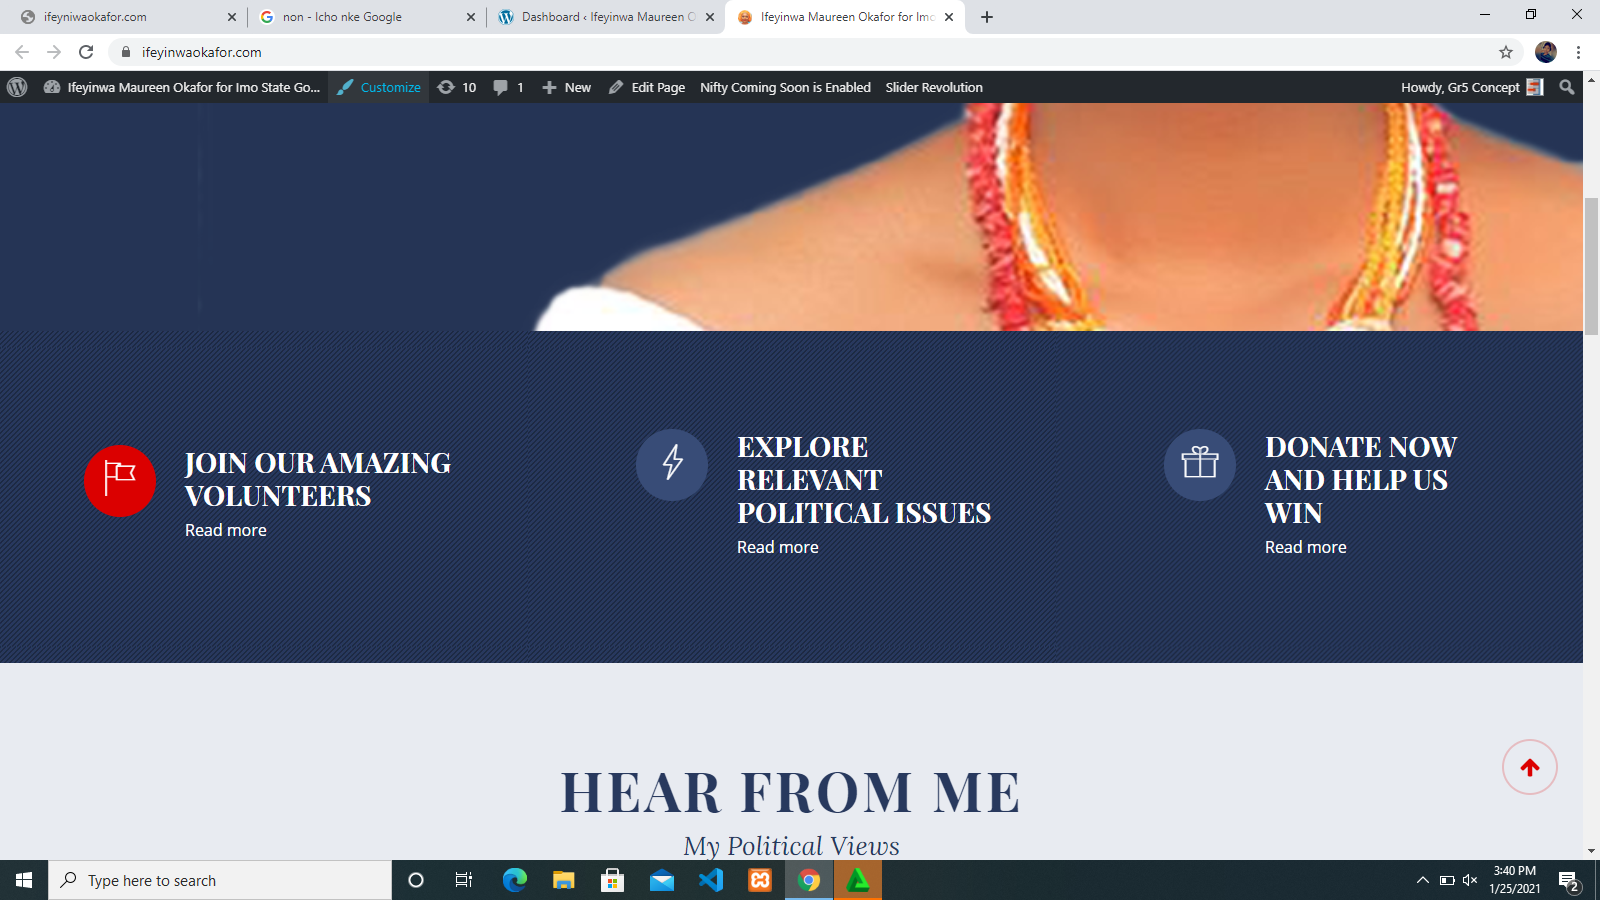 ifeyniwaokafor.com
non - Icho nke Google
Dashboard ‹ Ifeyinwa Maureen O
Ifeyinwa Maureen Okafor for Imo
ifeyinwaokafor.com
Ifeyinwa Maureen Okafor for Imo State Go... Customize 10 1 New Edit Page Nifty Coming Soon is Enabled Slider Revolution Howdy, Gr5 Concept
JOIN OUR AMAZING
VOLUNTEERS
Read more
EXPLORE
RELEVANT
POLITICAL ISSUES
Read more
DONATE NOW
AND HELP US
WIN
Read more
HEAR FROM ME
My Political Views
Type here to search
3:40 PM
1/25/2021
2